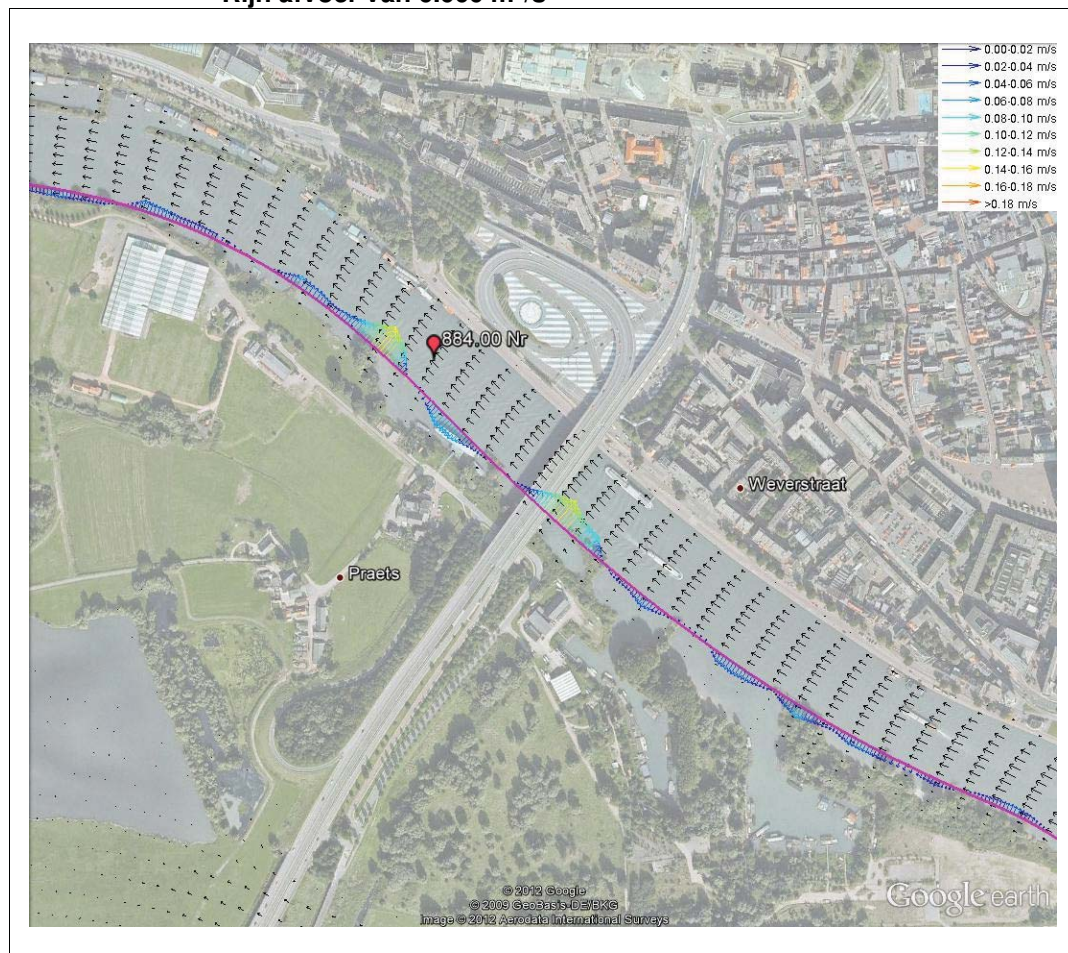 0.00-0.02 m/s
0.02-0.04 m/s
0.04-0.06 m/s
0.06-0.08 m/s
0.08-0.10 m/s
0.10-0.12 m/s
0.12-0.14 m/s
0.14-0.16 m/s
0.16-0.18 m/s
>0.18 m/s
884.00 Nr
Weverstraat
Praets
© 2012 Google
© 2009 GeoBasis-DE/BKG
Image © 2012 Aerodata International Surveys
Google earth